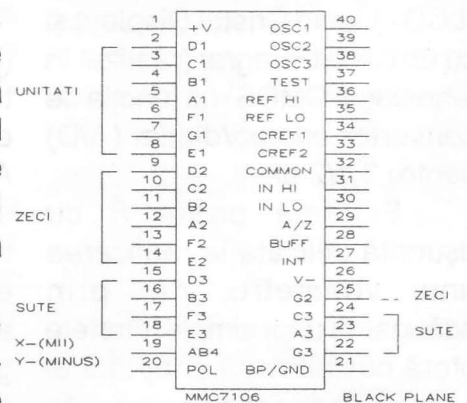 1 +V OSC1 40
2 D1 OSC2 39
3 C1 OSC3 38
4 B1 TEST 37
UNITATI 5 A1 REF HI 36
6 F1 REF LO 35
7 G1 CREF1 34
8 E1 CREF2 33
9 D2 COMMON 32
10 C2 IN HI 31
11 B2 IN LO 30
ZECI 12 A2 A/Z 29
13 F2 BUFF 28
14 E2 INT 27
15 D3 V- 26
16 B3 G2 25 ZECI
SUTE 17 F3 C3 24
18 E3 A3 23 SUTE
X-(MII) 19 AB4 G3 22
Y-(MINUS) 20 POL BP/GND 21
MMC7106 BLACK PLANE